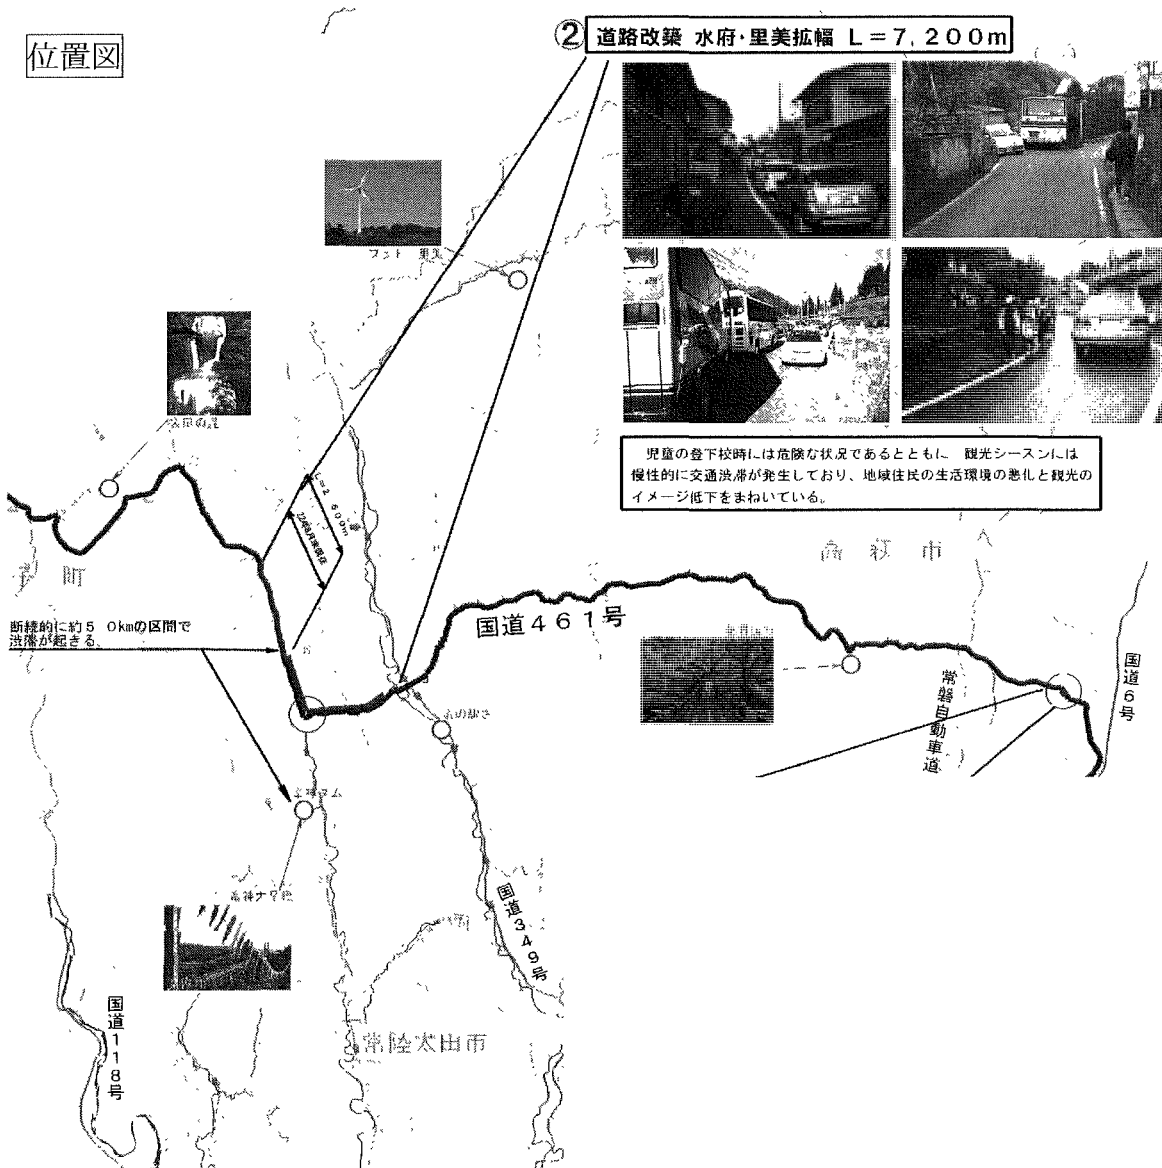 位置図
② 道路改築 水府・里美拡幅 L=7,200m
児童の登下校時には危険な状況であるとともに 観光シーズンには
慢性的に交通渋滞が発生しており、地域住民の生活環境の悪化と観光の
イメージ低下をまねいている。
高萩市
町
断続的に約5 0kmの区間で
渋滞が起きる。
国道461号
国道6号
常磐自動車道
国道349号
常陸太田市
国道118号